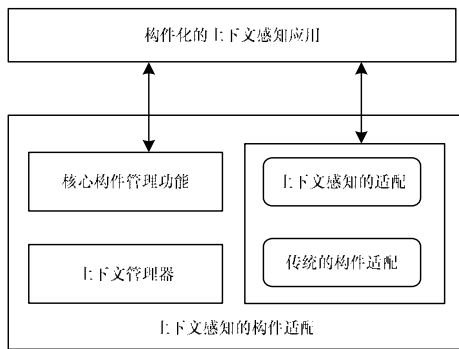 构件化的上下文感知应用
核心构件管理功能
上下文感知的适配
上下文管理器
传统的构件适配
上下文感知的构件适配